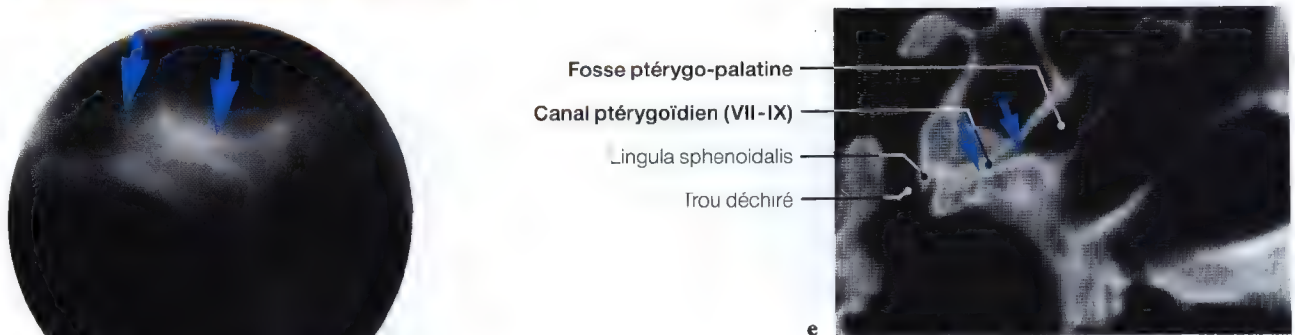 Fosse ptérygo-palatine
Canal ptérygoïdien (VII-IX)
Lingula sphenoidalis
Trou déchiré
e